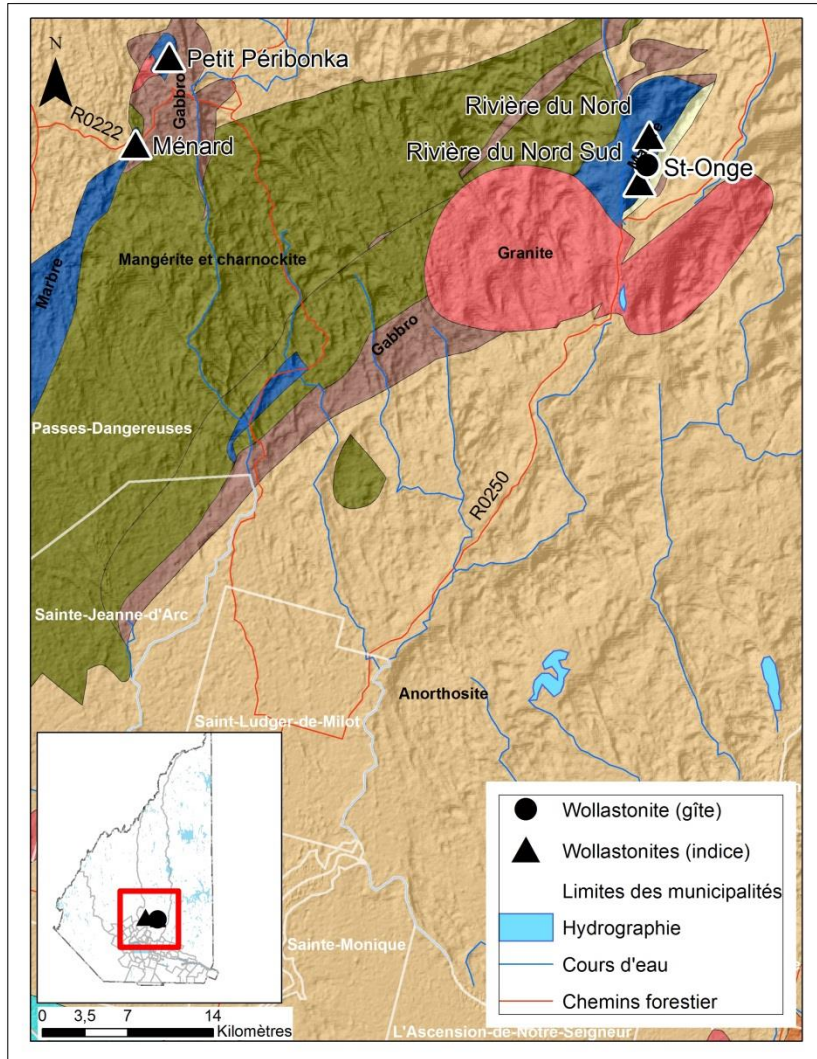 N
Petit Péribonka
R0222
Gabbro
Ménard
Rivière du Nord
Marbre
Rivière du Nord Sud
St-Onge
Mangérite et charnockite
Granite
Marbre
Gabbro
Passes-Dangereuses
R0250
Sainte-Jeanne-d'Arc
Anorthosite
Saint-Ludger-de-Milot
Sainte-Monique
L'Ascension-de-Notre-Seigneur
Wollastonite (gîte)
Wollastonites (indice)
Limites des municipalités
Hydrographie
Cours d'eau
Chemins forestier
0 3,5 7 14
Kilomètres